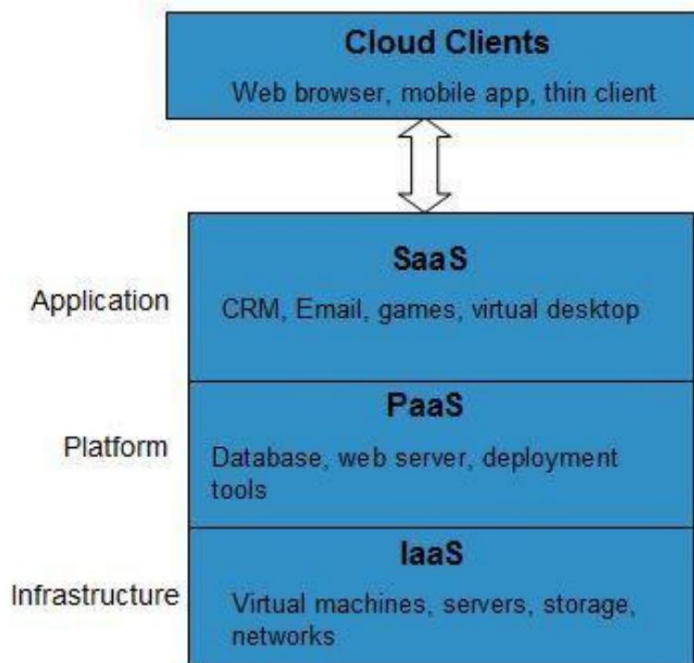 Cloud Clients
Web browser, mobile app, thin client
SaaS
Application
CRM, Email, games, virtual desktop
PaaS
Platform
Database, web server, deployment
tools
IaaS
Infrastructure
Virtual machines, servers, storage,
networks